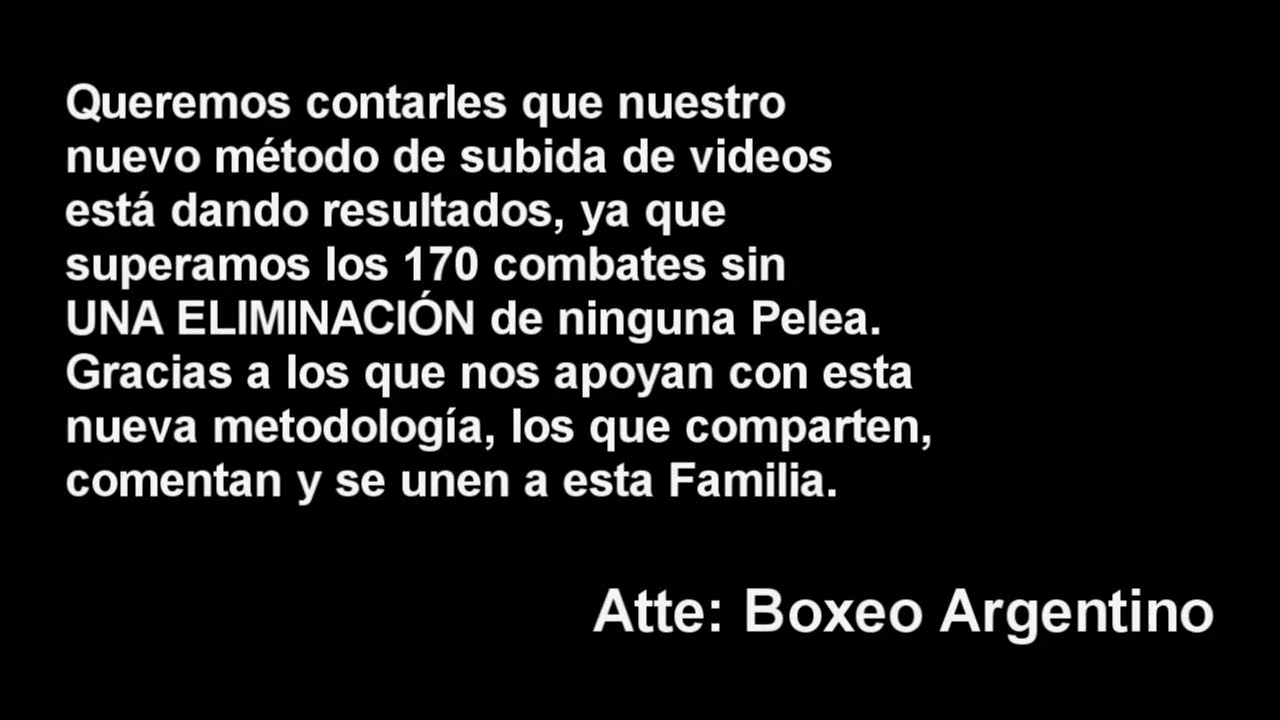 Queremos contarles que nuestro
nuevo método de subida de videos
está dando resultados, ya que
superamos los 170 combates sin
UNA ELIMINACIÓN de ninguna Pelea.
Gracias a los que nos apoyan con esta
nueva metodología, los que comparten,
comentan y se unen a esta Familia.
Atte: Boxeo Argentino